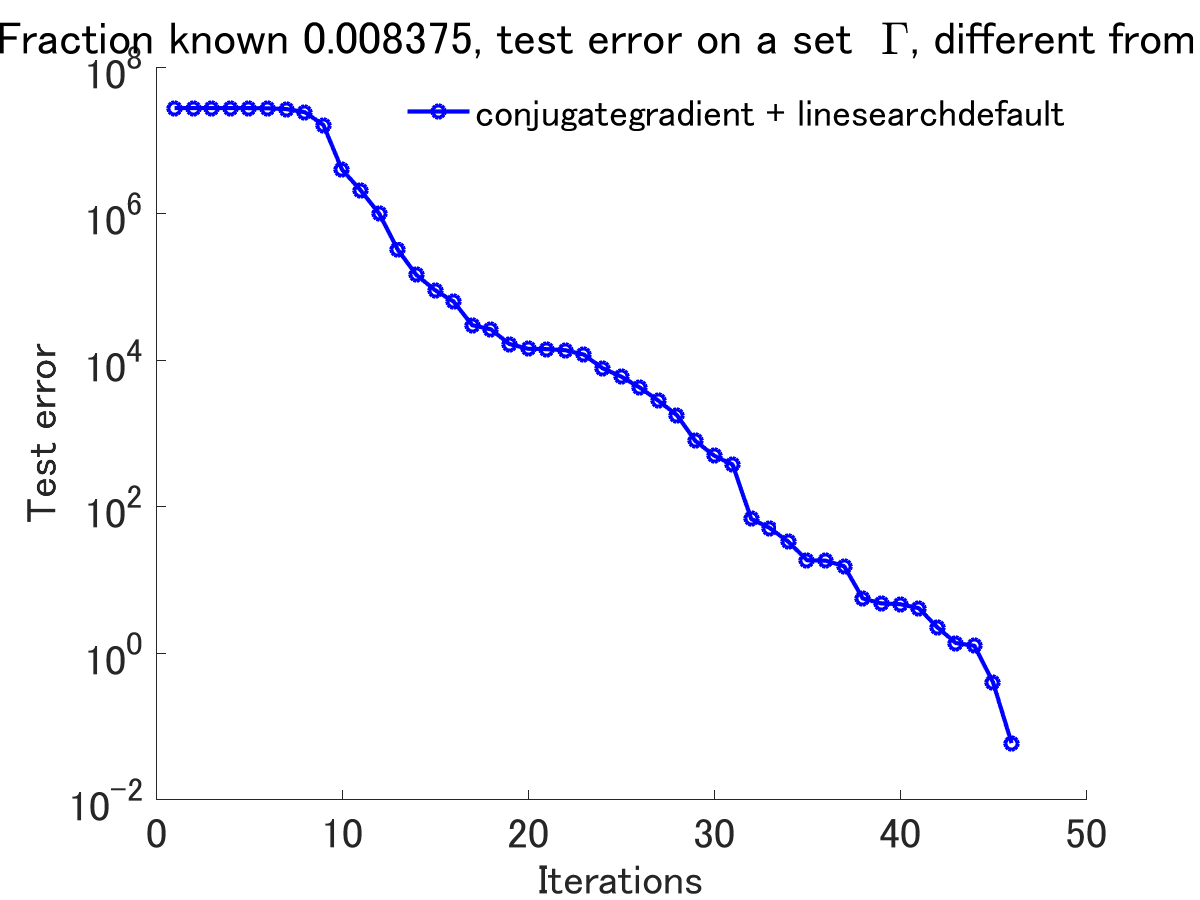 Fraction known 0.008375, test error on a set Γ, different from
10^8
conjugategradient + linesearchdefault
10^6
10^4
10^2
10^0
10^−2
Test error
0 10 20 30 40 50
Iterations